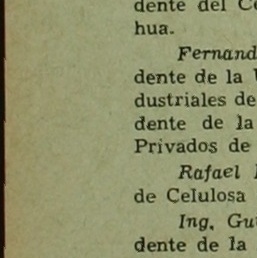 dente del Ce
hua.
Fernand
dente de la
dustriales de
dente de la
Privados de
Rafael
de Celulosa
Ing. Gu
dente de la